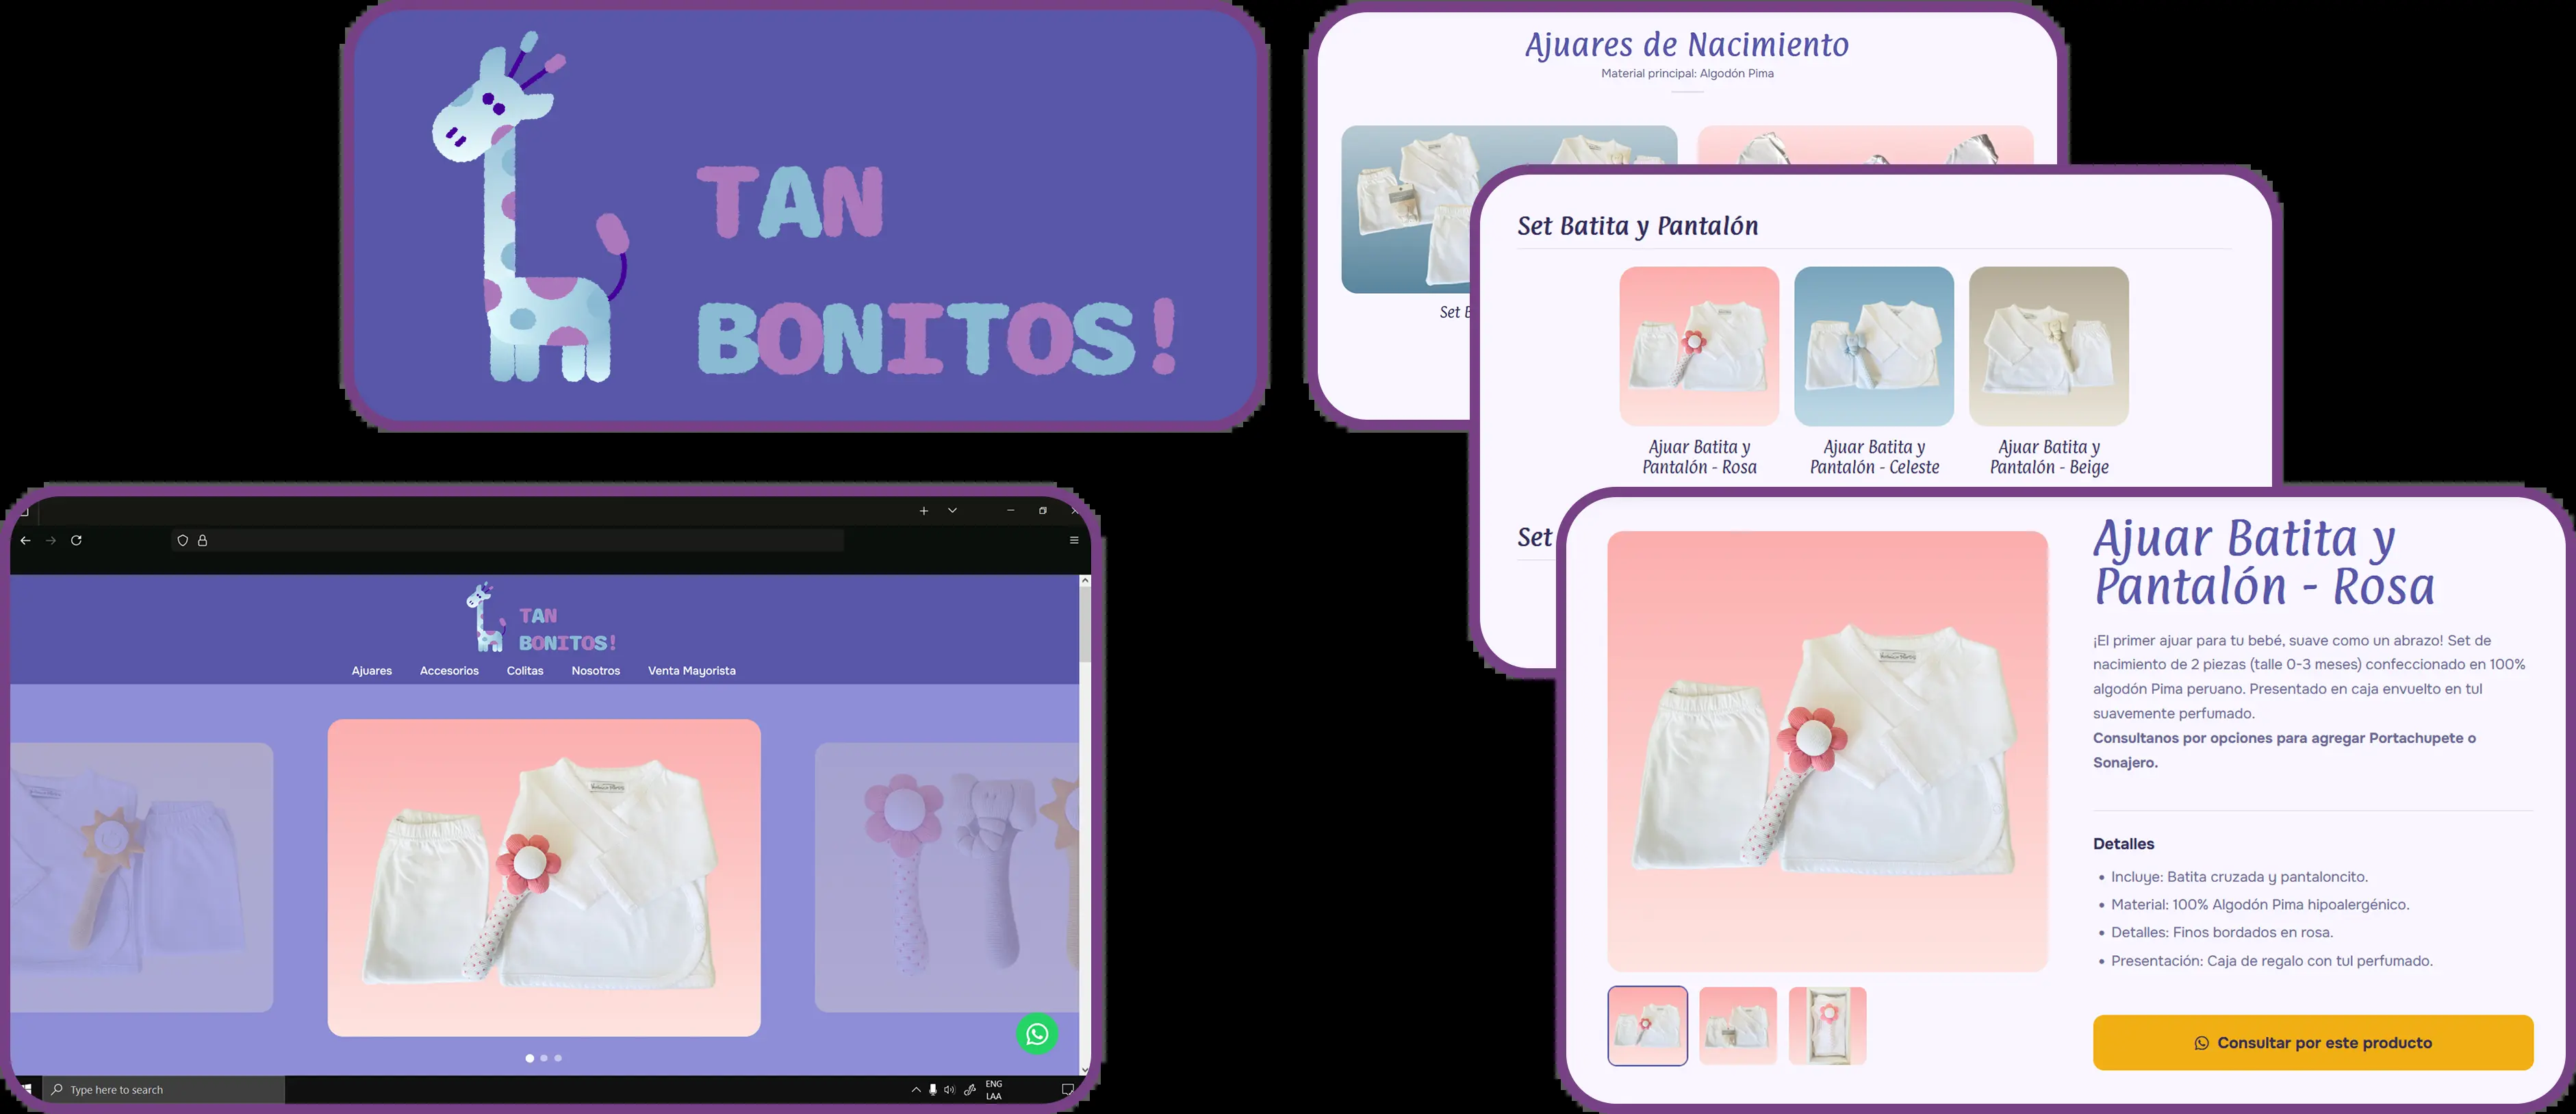 TAN
BONITOS!
Ajuares de Nacimiento
Material principal: Algodón Pima
Set
Set Batita y Pantalón
Ajuar Batita y
Pantalón - Rosa
Ajuar Batita y
Pantalón - Celeste
Ajuar Batita y
Pantalón - Beige
Set
TAN
BONITOS!
Ajuares
Accesorios
Colitas
Nosotros
Venta Mayorista
Type here to search
ENG
LAA
Ajuar Batita y
Pantalón - Rosa
¡El primer ajuar para tu bebé, suave como un abrazo! Set de
nacimiento de 2 piezas (talle 0-3 meses) confeccionado en 100%
algodón Pima peruano. Presentado en caja envuelto en tul
suavemente perfumado.
Consultanos por opciones para agregar Portachupete o
Sonajero.
Detalles
• Incluye: Batita cruzada y pantaloncito.
• Material: 100% Algodón Pima hipoalergénico.
• Detalles: Finos bordados en rosa.
• Presentación: Caja de regalo con tul perfumado.
Consultar por este producto